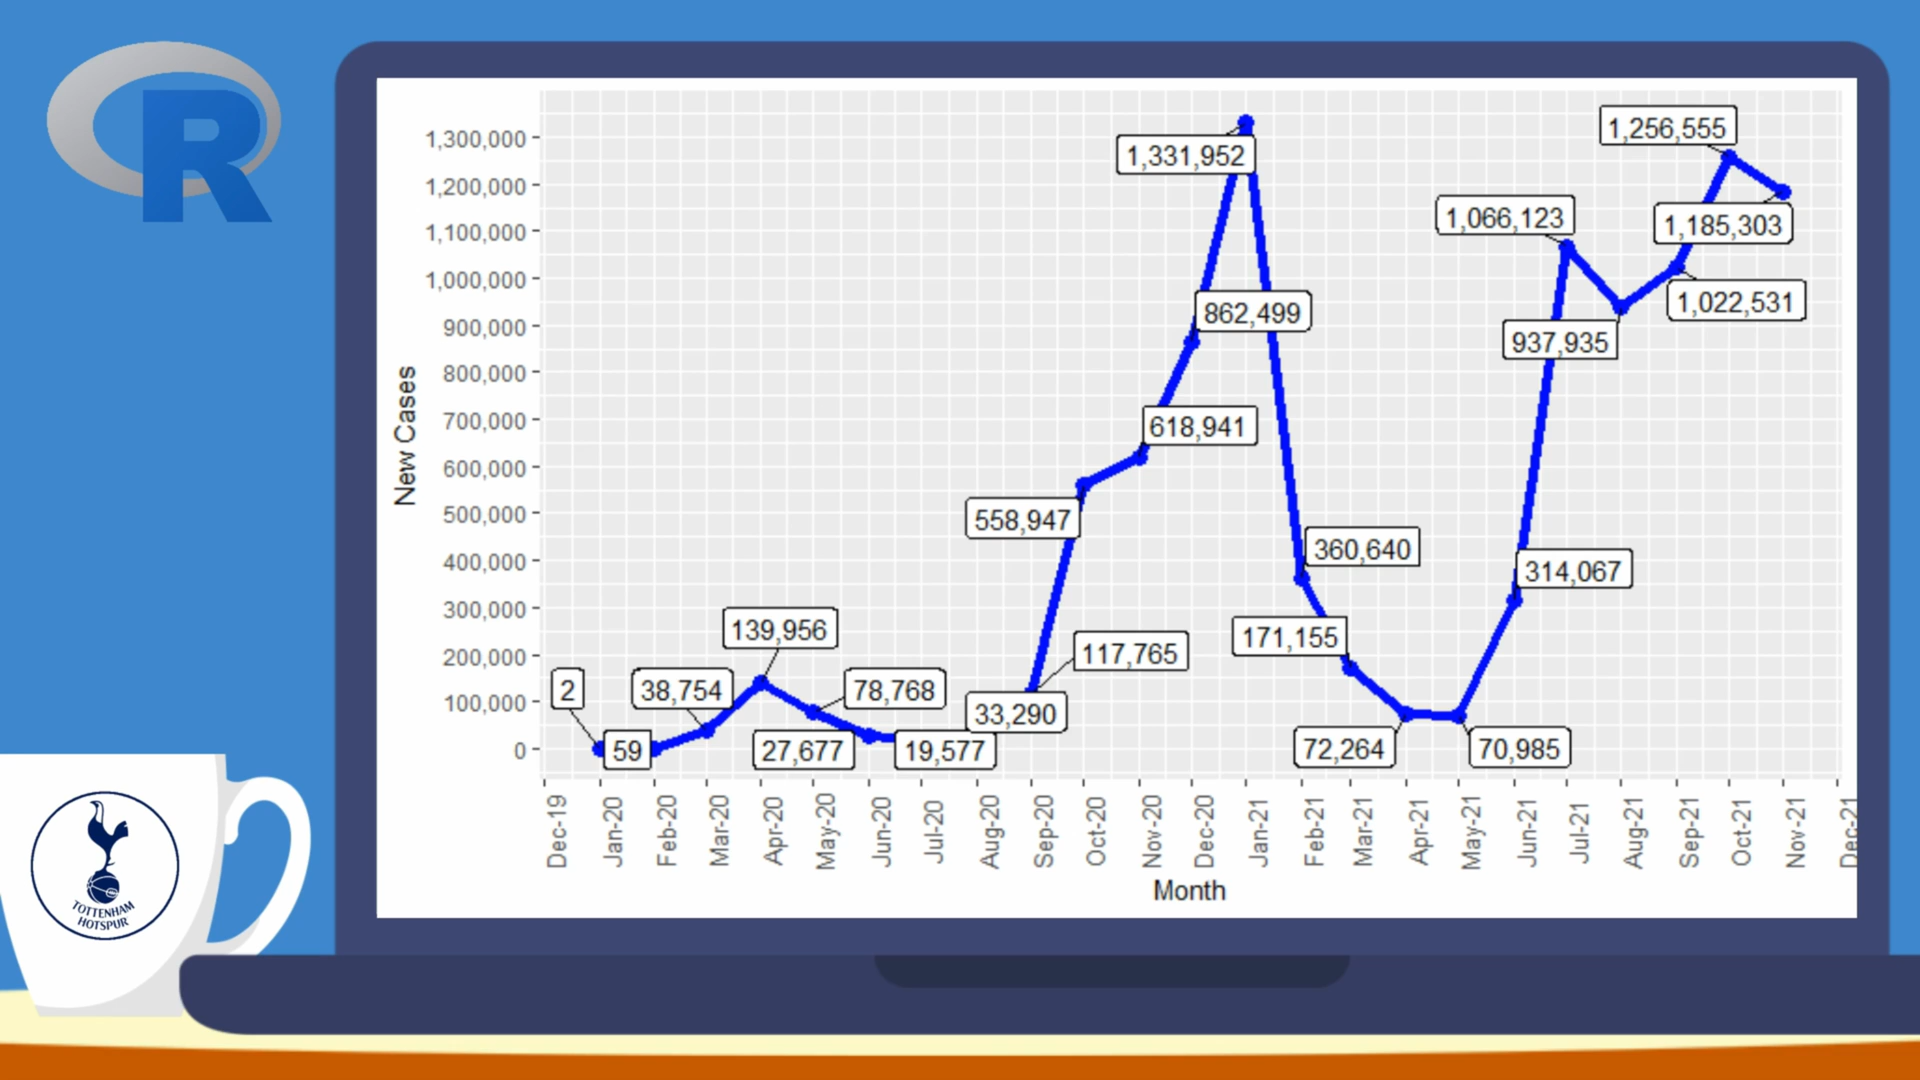 R
1,300,000
1,200,000
1,100,000
1,000,000
900,000
800,000
700,000
600,000
500,000
400,000
300,000
200,000
100,000
0
New Cases
2
59
38,754
139,956
78,768
27,677
19,577
33,290
117,765
558,947
618,941
862,499
1,331,952
360,640
171,155
72,264
70,985
314,067
1,066,123
937,935
1,022,531
1,256,555
1,185,303
Dec-19
Jan-20
Feb-20
Mar-20
Apr-20
May-20
Jun-20
Jul-20
Aug-20
Sep-20
Oct-20
Nov-20
Dec-20
Jan-21
Feb-21
Mar-21
Apr-21
May-21
Jun-21
Jul-21
Aug-21
Sep-21
Oct-21
Nov-21
Dec-21
Month
TOTTENHAM
HOTSPUR